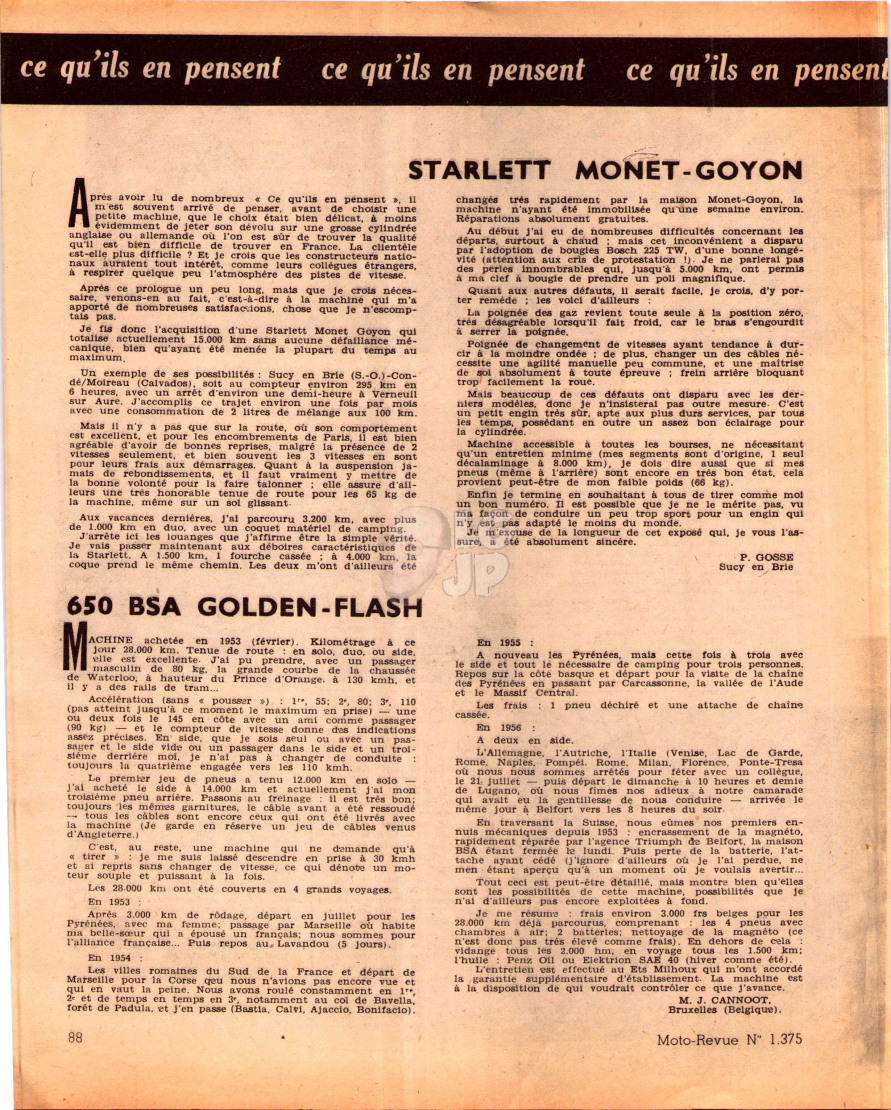 ce qu'ils en pensent ce qu'ils en pensent ce qu'ils en pensent
STARLETT MONET-GOYON
Après avoir lu de nombreux « Ce qu'ils en pensent », il
m'est souvent arrivé de penser, avant de choisir une
petite machine, que le choix était bien délicat, à moins
évidemment de jeter son dévolu sur une grosse cylindrée
anglaise ou allemande où l'on est sûr de trouver la qualité
qu'il est bien difficile de trouver en France. La clientèle
est-elle plus difficile ? Et je crois que les constructeurs natio-
naux auraient tout intérêt, comme leurs collègues étrangers,
à respirer quelque peu l'atmosphère des pistes de vitesse.
Après ce prologue un peu long, mais que je crois néces-
saire, venons-en au fait, c'est-à-dire à la machine qui m'a
apporté de nombreuses satisfactions, chose que je n'escomp-
tais pas.
Je fis donc l'acquisition d'une Starlett Monet Goyon qui
totalise actuellement 15.000 km sans aucune défaillance mé-
canique, bien qu'ayant été menée la plupart du temps au
maximum.
Un exemple de ses possibilités : Sucy en Brie (S.-O.)-Con-
dé/Moireau (Calvados), soit au compteur environ 295 km en
6 heures, avec un arrêt d'environ une demi-heure à Verneuil
sur Aure. J'accomplis ce trajet environ une fois par mois
avec une consommation de 2 litres de mélange aux 100 km.
Mais il n'y a pas que sur la route, où son comportement
est excellent, et pour les encombrements de Paris, il est bien
agréable d'avoir de bonnes reprises, malgré la présence de 2
vitesses seulement, et bien souvent les 3 vitesses en sont
pour leurs frais aux démarrages. Quant à la suspension ja-
mais de rebondissements, et il faut vraiment y mettre de
la bonne volonté pour la faire talonner ; elle assure d'ail-
leurs une très honorable tenue de route pour les 65 kg de
la machine, même sur un sol glissant.
Aux vacances dernières, j'ai parcouru 3.200 km, avec plus
de 1.000 km en duo, avec un coquet matériel de camping.
J'arrête ici les louanges que j'affirme être la simple vérité.
Je vais passer maintenant aux déboires caractéristiques de
la Starlett. A 1.500 km, 1 fourche cassée ; à 4.000 km, la
coque prend le même chemin. Les deux m'ont d'ailleurs été
changés très rapidement par la maison Monet-Goyon, la
machine n'ayant été immobilisée qu'une semaine environ.
Réparations absolument gratuites.
Au début j'ai eu de nombreuses difficultés concernant les
départs, surtout à chaud ; mais cet inconvénient a disparu
par l'adoption de bougies Bosch 225 TW, d'une bonne longé-
vité (attention aux cris de protestation !). Je ne parlerai pas
des perles innombrables qui, jusqu'à 5.000 km, ont permis
à ma clef à bougie de prendre un poli magnifique.
Quant aux autres défauts, il serait facile, je crois, d'y por-
ter remède ; les voici d'ailleurs :
La poignée des gaz revient toute seule à la position zéro,
très désagréable lorsqu'il fait froid, car le bras s'engourdit
à serrer la poignée.
Poignée de changement de vitesses ayant tendance à dur-
cir à la moindre ondée ; de plus, changer un des câbles né-
cessite une agilité manuelle peu commune, et une maîtrise
de soi absolument à toute épreuve ; frein arrière bloquant
trop facilement la roue.
Mais beaucoup de ces défauts ont disparu avec les der-
niers modèles, donc je n'insisterai pas outre mesure. C'est
un petit engin très sûr, apte aux plus durs services, par tous
les temps, possédant en outre un assez bon éclairage pour
la cylindrée.
Machine accessible à toutes les bourses, ne nécessitant
qu'un entretien minime (mes segments sont d'origine, 1 seul
décalaminage à 8.000 km), je dois dire aussi que si mes
pneus (même à l'arrière) sont encore en très bon état, cela
provient peut-être de mon faible poids (66 kg).
Enfin je termine en souhaitant à tous de tirer comme moi
un bon numéro. Il est possible que je ne le mérite pas, vu
ma façon de conduire un peu trop sport pour un engin qui
n'y est pas adapté le moins du monde.
Je m'excuse de la longueur de cet exposé qui, je vous l'as-
sure, a été absolument sincère.
P. GOSSE
Sucy en Brie
650 BSA GOLDEN-FLASH
MACHINE achetée en 1953 (février). Kilométrage à ce
jour 28.000 km. Tenue de route : en solo, duo, ou side,
elle est excellente. J'ai pu prendre, avec un passager
masculin de 80 kg, la grande courbe de la chaussée
de Waterloo, à hauteur du Prince d'Orange, à 130 kmh, et
il y a des rails de tram...
Accélération (sans « pousser ») : 1re, 55; 2e, 80; 3e, 110
(pas atteint jusqu'à ce moment le maximum en prise) — une
ou deux fois le 145 en côte avec un ami comme passager
(90 kg) — et le compteur de vitesse donne des indications
assez précises. En side, que je sois seul ou avec un pas-
sager et le side vide ou un passager dans le side et un troi-
sième derrière moi, je n'ai pas à changer de conduite :
toujours la quatrième engagée vers les 110 kmh.
Le premier jeu de pneus a tenu 12.000 km en solo —
j'ai acheté le side à 14.000 km et actuellement j'ai mon
troisième pneu arrière. Passons au freinage : il est très bon;
toujours les mêmes garnitures, le câble avant a été ressoudé
— tous les câbles sont encore ceux qui ont été livrés avec
la machine (Je garde en réserve un jeu de câbles venus
d'Angleterre.)
C'est, au reste, une machine qui ne demande qu'à
« tirer » : je me suis laissé descendre en prise à 30 kmh
et ai repris sans changer de vitesse, ce qui dénote un mo-
teur souple et puissant à la fois.
Les 28.000 km ont été couverts en 4 grands voyages.
En 1953 :
Après 3.000 km de rôdage, départ en juillet pour les
Pyrénées, avec ma femme; passage par Marseille où habite
ma belle-sœur qui a épousé un français; nous sommes pour
l'alliance française... Puis repos au Lavandou (5 jours).
En 1954 :
Les villes romaines du Sud de la France et départ de
Marseille pour la Corse que nous n'avions pas encore vue et
qui en vaut la peine. Nous avons roulé constamment en 1re,
2e et de temps en temps en 3e, notamment au col de Bavella,
forêt de Padula, et j'en passe (Bastia, Calvi, Ajaccio, Bonifacio).
En 1955 :
A nouveau les Pyrénées, mais cette fois à trois avec
le side et tout le nécessaire de camping pour trois personnes.
Repos sur la côte basque et départ pour la visite de la chaîne
des Pyrénées en passant par Carcassonne, la vallée de l'Aude
et le Massif Central.
Les frais : 1 pneu déchiré et une attache de chaîne
cassée.
En 1956 :
A deux en side.
L'Allemagne, l'Autriche, l'Italie (Venise, Lac de Garde,
Rome, Naples, Pompéi, Rome, Milan, Florence, Ponte-Tresa
où nous nous sommes arrêtés pour fêter avec un collègue,
le 21 juillet — puis départ le dimanche à 10 heures et demie
de Lugano, où nous fîmes nos adieux à notre camarade
qui avait eu la gentillesse de nous conduire — arrivée le
même jour à Belfort vers les 8 heures du soir.
En traversant la Suisse, nous eûmes nos premiers en-
nuis mécaniques depuis 1953 : encrassement de la magnéto,
rapidement réparée par l'agence Triumph de Belfort, la maison
BSA étant fermée le lundi. Puis perte de la batterie, l'at-
tache ayant cédé (j'ignore d'ailleurs où je l'ai perdue, ne
m'en étant aperçu qu'à un moment où je voulais avertir...
Tout ceci est peut-être détaillé, mais montre bien qu'elles
sont les possibilités de cette machine, possibilités que je
n'ai d'ailleurs pas encore exploitées à fond.
Je me résume : frais environ 3.000 frs belges pour les
28.000 km déjà parcourus, comprenant : les 4 pneus avec
chambres à air; 2 batteries; nettoyage de la magnéto (ce
n'est donc pas très élevé comme frais). En dehors de cela :
vidange tous les 2.000 hm, en voyage tous les 1.500 km;
l'huile : Penz Oil ou Elektrion SAE 40 (hiver comme été).
L'entretien est effectué au Ets Milhoux qui m'ont accordé
la garantie supplémentaire d'établissement. La machine est
à la disposition de qui voudrait contrôler ce que j'avance.
M. J. CANNOOT,
Bruxelles (Belgique).
88
Moto-Revue N° 1.375